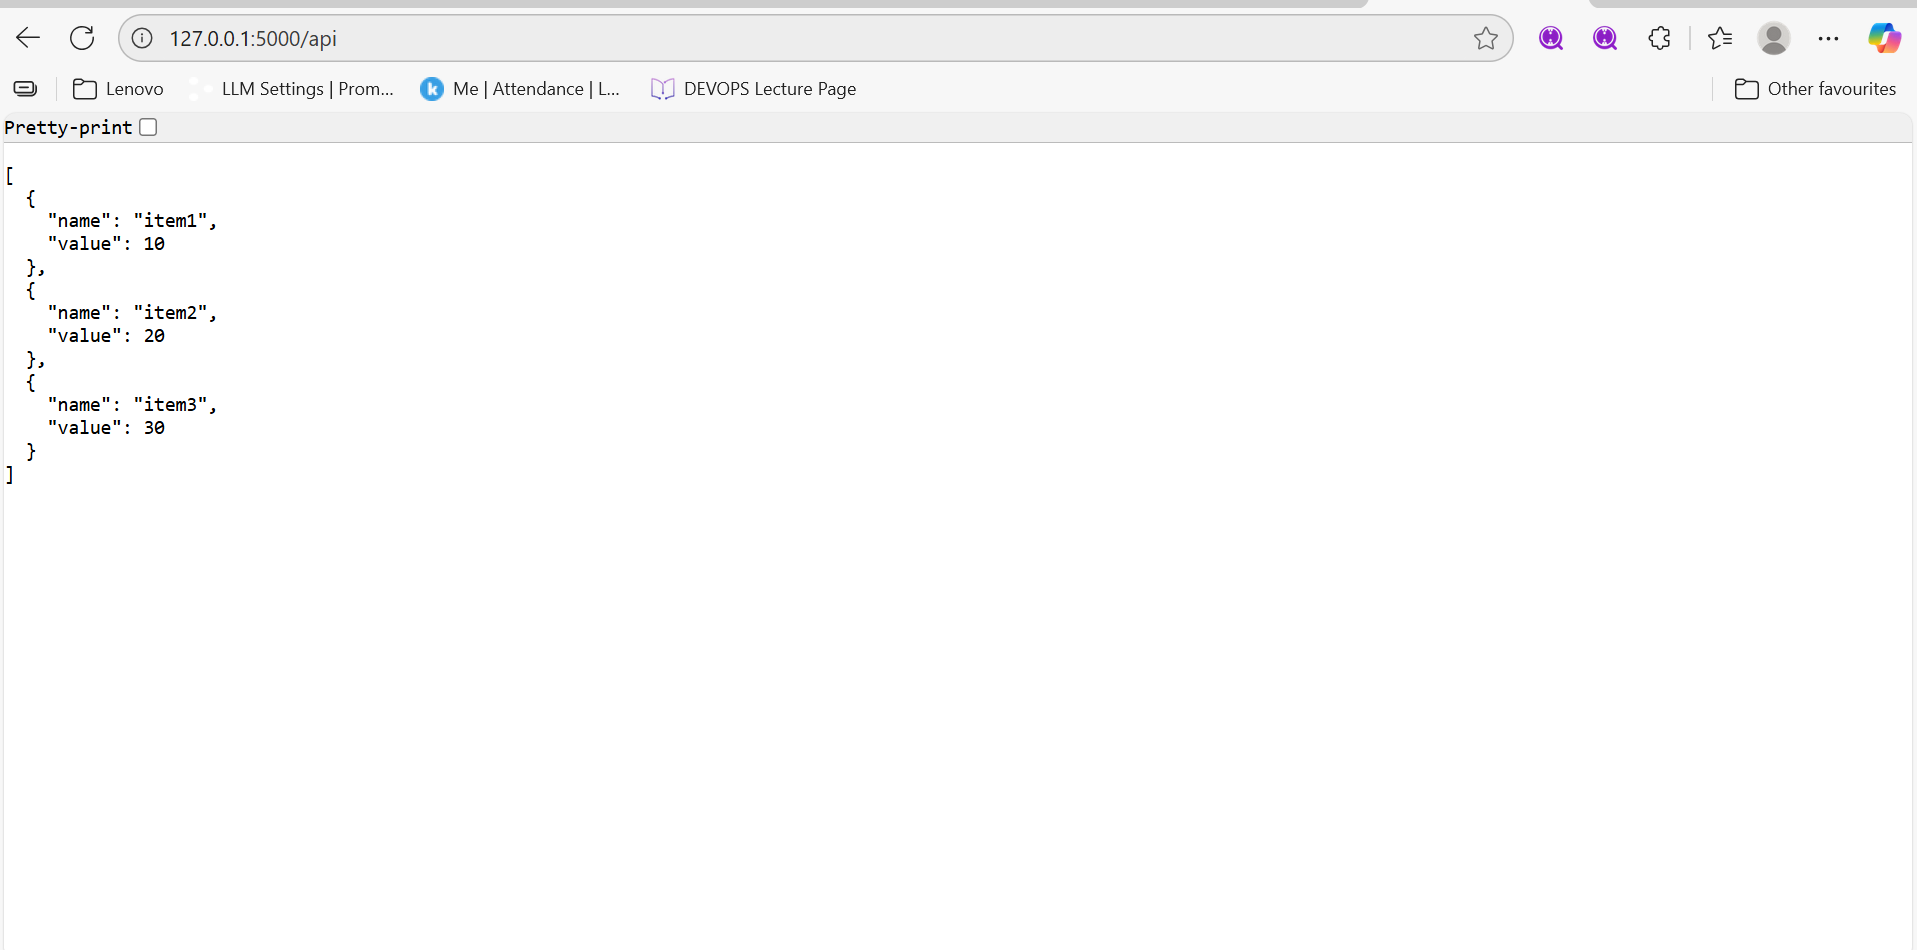 127.0.0.1:5000/api
Lenovo LLM Settings | Prom... Me | Attendance | L... DEVOPS Lecture Page Other favourites
Pretty-print
[
  {
    "name": "item1",
    "value": 10
  },
  {
    "name": "item2",
    "value": 20
  },
  {
    "name": "item3",
    "value": 30
  }
]